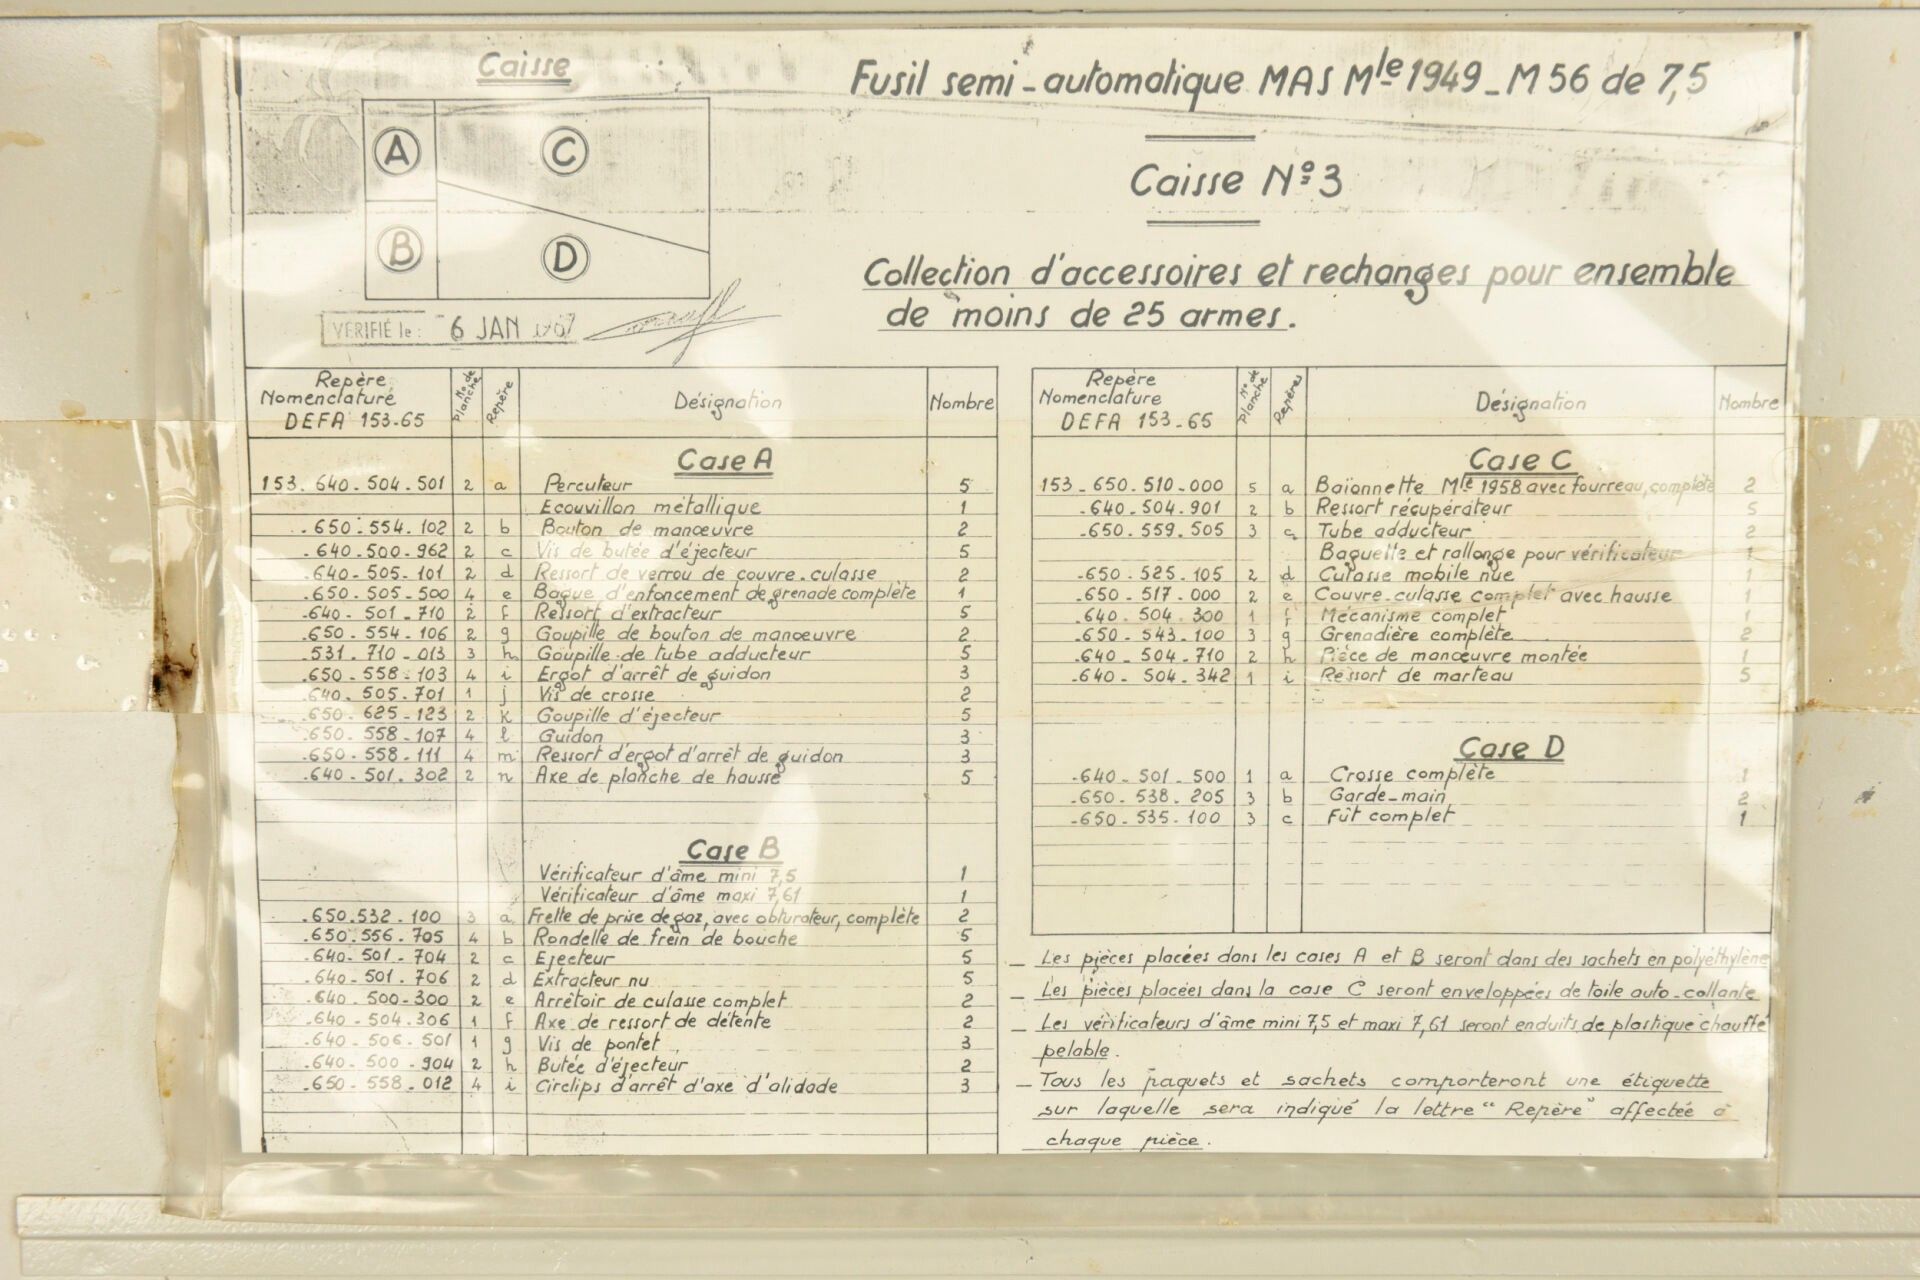 Caisse
A
C
B
D
VÉRIFIÉ le : 6 JAN 1967
Fusil semi-automatique MAS Mle 1949_M 56 de 7,5
Caisse Nº 3
Collection d'accessoires et rechanges pour ensemble
de moins de 25 armes.
Repère Nomenclature DEFA 153-65 Nº de Planche Repère Désignation Nombre
Case A
153. 640-504-501 2 a Percuteur 5
Ecouvillon métallique 1
.650.554.102 2 b Bouton de manœuvre 2
.640-500-962 2 c Vis de butée d'éjecteur 5
.640-505-101 2 d Ressort de verrou de couvre-culasse 2
.650-505-500 4 e Bague d'enfoncement de grenade complète 1
.640-501-710 2 f Ressort d'extracteur 5
.650-554-106 2 g Goupille de bouton de manœuvre 2
.531-710-013 3 h Goupille de tube adducteur 5
.650-558-103 4 i Ergot d'arrêt de guidon 3
.640-505-701 1 j Vis de crosse 2
.650-625-123 2 k Goupille d'éjecteur 5
.650-558-107 4 l Guidon 3
.650-558-111 4 m Ressort d'ergot d'arrêt de guidon 3
.640-501.302 2 n Axe de planche de hausse 5
Case B
Vérificateur d'âme mini 7,5 1
Vérificateur d'âme maxi 7,61 1
.650.532-100 3 a Frette de prise de gaz, avec obturateur, complète 2
.650.556.705 4 b Rondelle de frein de bouche 5
.640-501-704 2 c Ejecteur 5
.640-501-706 2 d Extracteur nu 5
.640-500-300 2 e Arrêtoir de culasse complet 2
.640-504.306 1 f Axe de ressort de détente 2
.640-506-501 1 g Vis de pontet 3
.640-500-904 2 h Butée d'éjecteur 2
.650-558-012 4 i Circlips d'arrêt d'axe d'alidade 3
Repère Nomenclature DEFA 153-65 Nº de Planche Repères Désignation Nombre
Case C
153-650-510-000 5 a Baïonnette Mle 1958 avec fourreau, complète 2
-640-504-901 2 b Ressort récupérateur 5
-650-559-505 3 c Tube adducteur 2
Baguette et rallonge pour vérificateur 1
-650-525-105 2 d Culasse mobile nue 1
-650-517-000 2 e Couvre-culasse complet avec hausse 1
.640-504-300 1 f Mécanisme complet 1
-650-543-100 3 g Grenadière complète 2
-640-504-710 2 h Pièce de manœuvre montée 1
-640-504-342 1 i Ressort de marteau 5
Case D
-640-501-500 1 a Crosse complète 1
.650-538-205 3 b Garde-main 2
-650-535-100 3 c Fût complet 1
_ Les pièces placées dans les cases A et B seront dans des sachets en polyéthylène
_ Les pièces placées dans la case C seront enveloppées de toile auto-collante
_ Les vérificateurs d'âme mini 7,5 et maxi 7,61 seront enduits de plastique chauffé
pelable.
_ Tous les paquets et sachets comporteront une étiquette
sur laquelle sera indiqué la lettre "Repère" affectée à
chaque pièce.